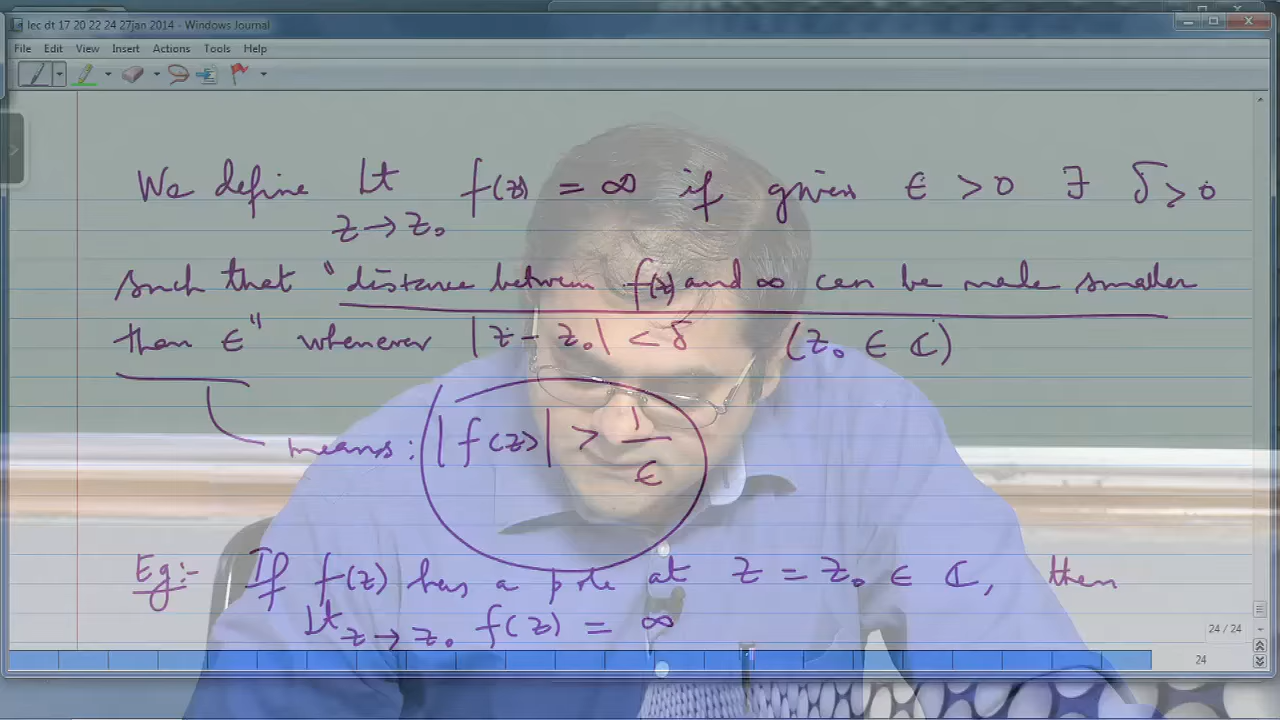 lec dt 17 20 22 24 27jan 2014 - Windows Journal
File Edit View Insert Actions Tools Help
We define Lt f(z) = ∞ if given ϵ > 0 ∃ δ > 0
z → z₀
such that "distance between f(z) and ∞ can be made smaller
than ϵ" whenever |z - z₀| < δ (z₀ ∈ ℂ)
means: |f(z)| > 1/ϵ
Eg:- If f(z) has a pole at z = z₀ ∈ ℂ, then
Lt z → z₀ f(z) = ∞
24 / 24
24